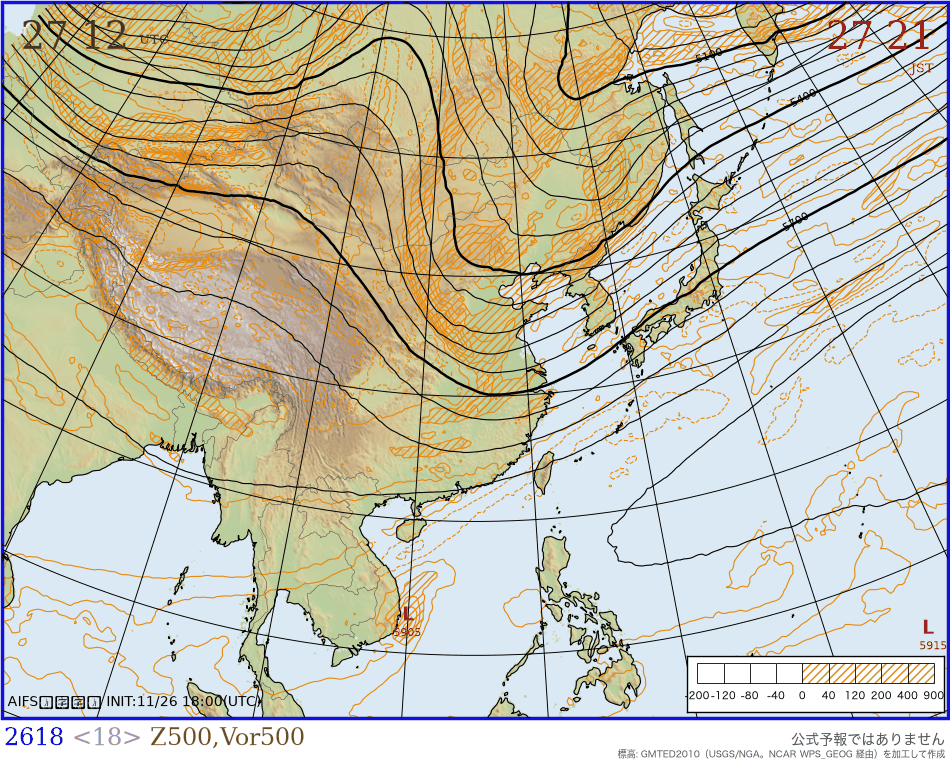 27 12 UTC
27 21
JST
5100
5400
5700
L
5905
L
5915
-200 -120 -80 -40 0 40 120 200 400 900
AIFS INIT:11/26 18:00(UTC)
2618 <18> Z500,Vor500
公式予報ではありません
標高: GMTED2010（USGS/NGA。NCAR WPS_GEOG 経由）を加工して作成